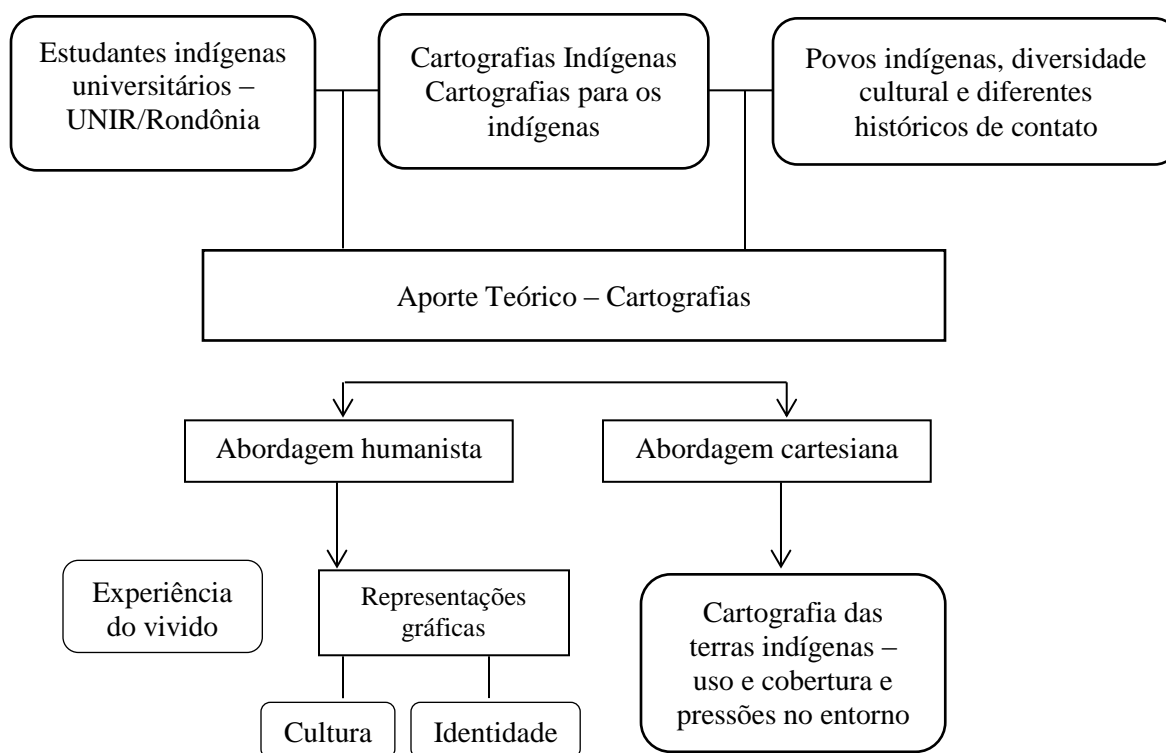 Estudantes indígenas
universitários –
UNIR/Rondônia
Cartografias Indígenas
Cartografias para os
indígenas
Povos indígenas, diversidade
cultural e diferentes
históricos de contato
Aporte Teórico – Cartografias
Abordagem humanista
Abordagem cartesiana
Experiência
do vivido
Representações
gráficas
Cartografia das
terras indígenas –
uso e cobertura e
pressões no entorno
Cultura
Identidade